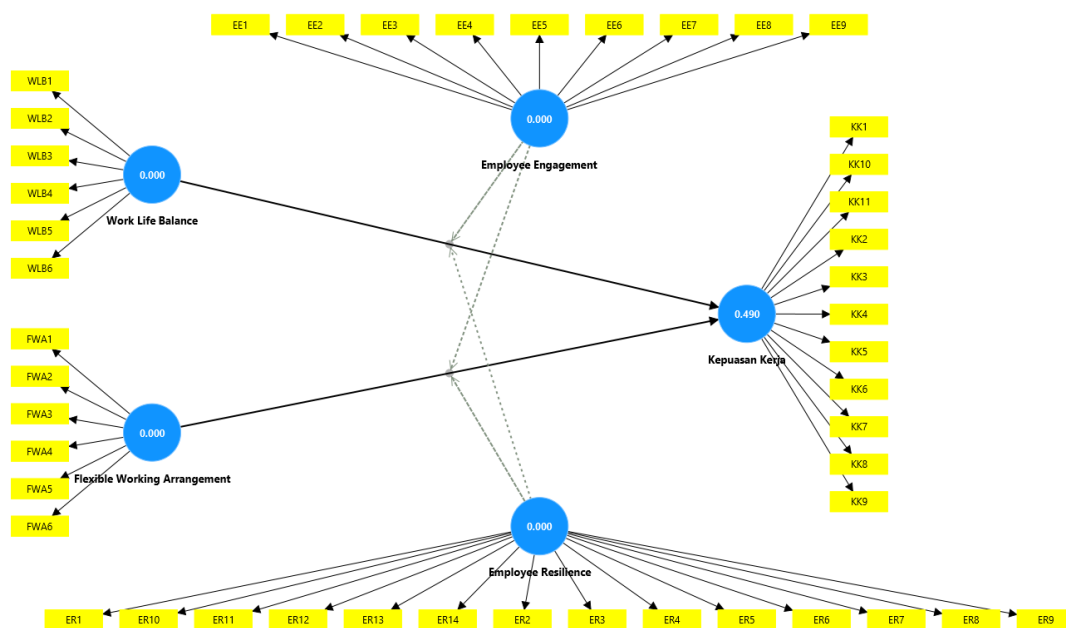 EE1 EE2 EE3 EE4 EE5 EE6 EE7 EE8 EE9
WLB1
WLB2
WLB3
WLB4
WLB5
WLB6
0.000
Work Life Balance
0.000
Employee Engagement
FWA1
FWA2
FWA3
FWA4
FWA5
FWA6
0.000
Flexible Working Arrangement
0.490
Kepuasan Kerja
KK1
KK10
KK11
KK2
KK3
KK4
KK5
KK6
KK7
KK8
KK9
0.000
Employee Resilience
ER1 ER10 ER11 ER12 ER13 ER14 ER2 ER3 ER4 ER5 ER6 ER7 ER8 ER9